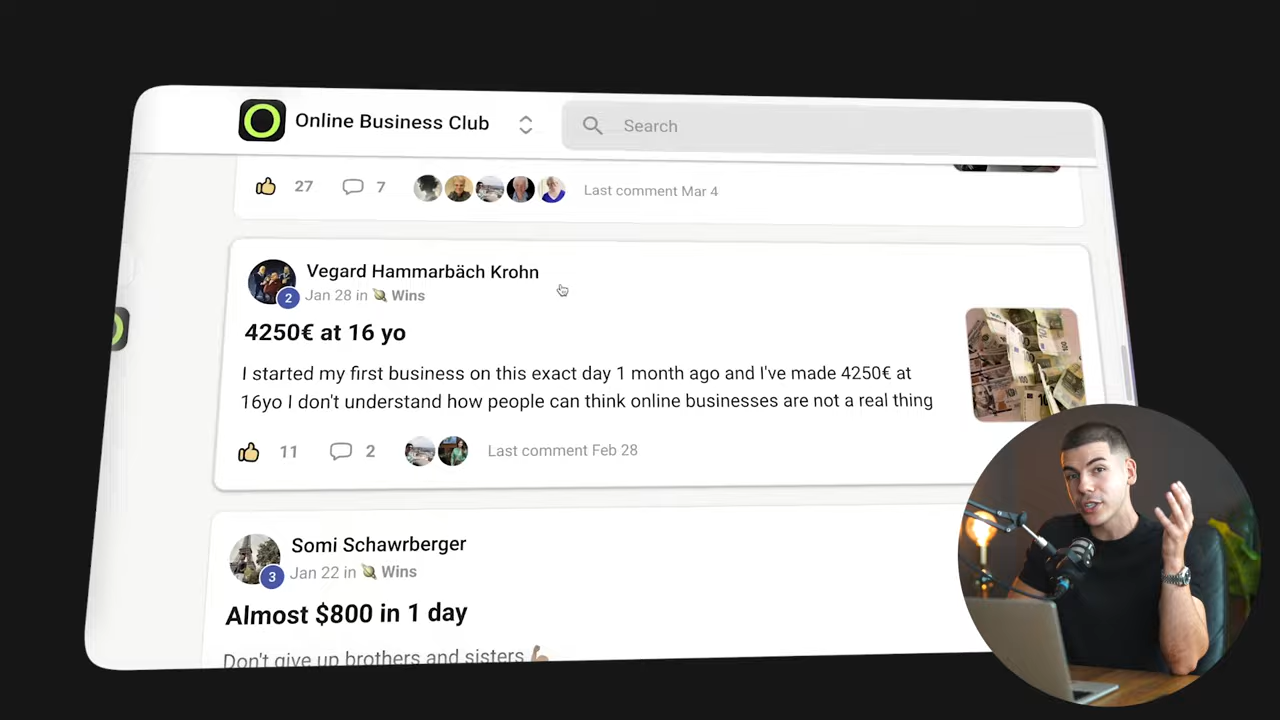 Online Business Club
Search
27
7
Last comment Mar 4
Vegard Hammarbäch Krohn
2
Jan 28 in Wins
4250€ at 16 yo
I started my first business on this exact day 1 month ago and I've made 4250€ at
16yo I don't understand how people can think online businesses are not a real thing
11
2
Last comment Feb 28
Somi Schawrberger
3
Jan 22 in Wins
Almost $800 in 1 day
Don't give up brothers and sisters